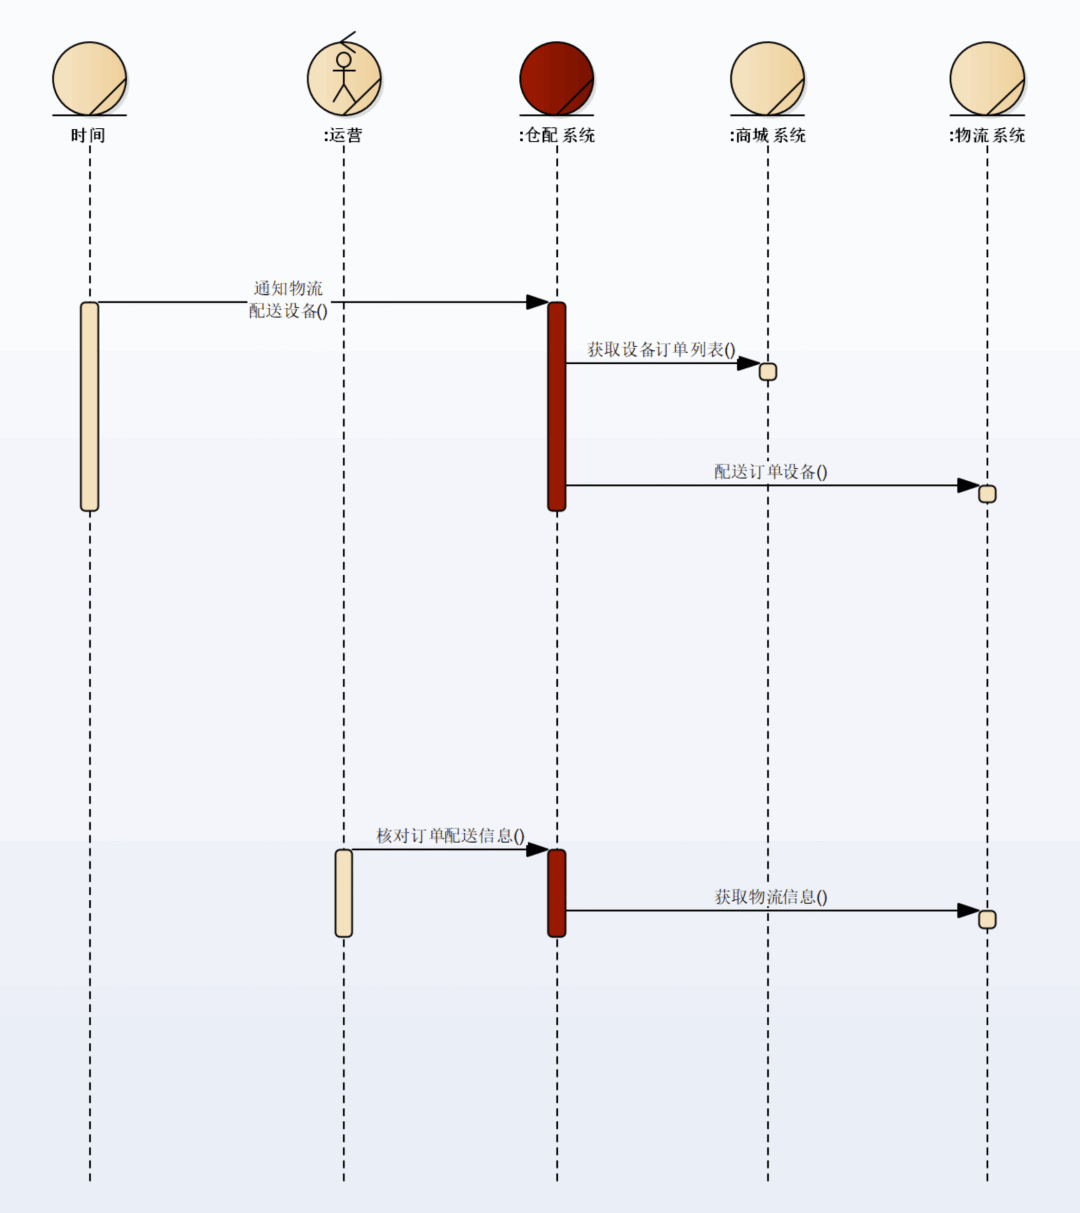 时间
:运营
:仓配系统
:商城系统
:物流系统
通知物流
配送设备()
获取设备订单列表()
配送订单设备()
核对订单配送信息()
获取物流信息()